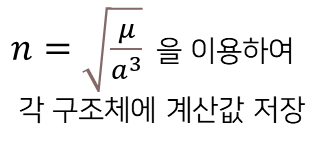 n = √(μ/a³) 을 이용하여
각 구조체에 계산값 저장